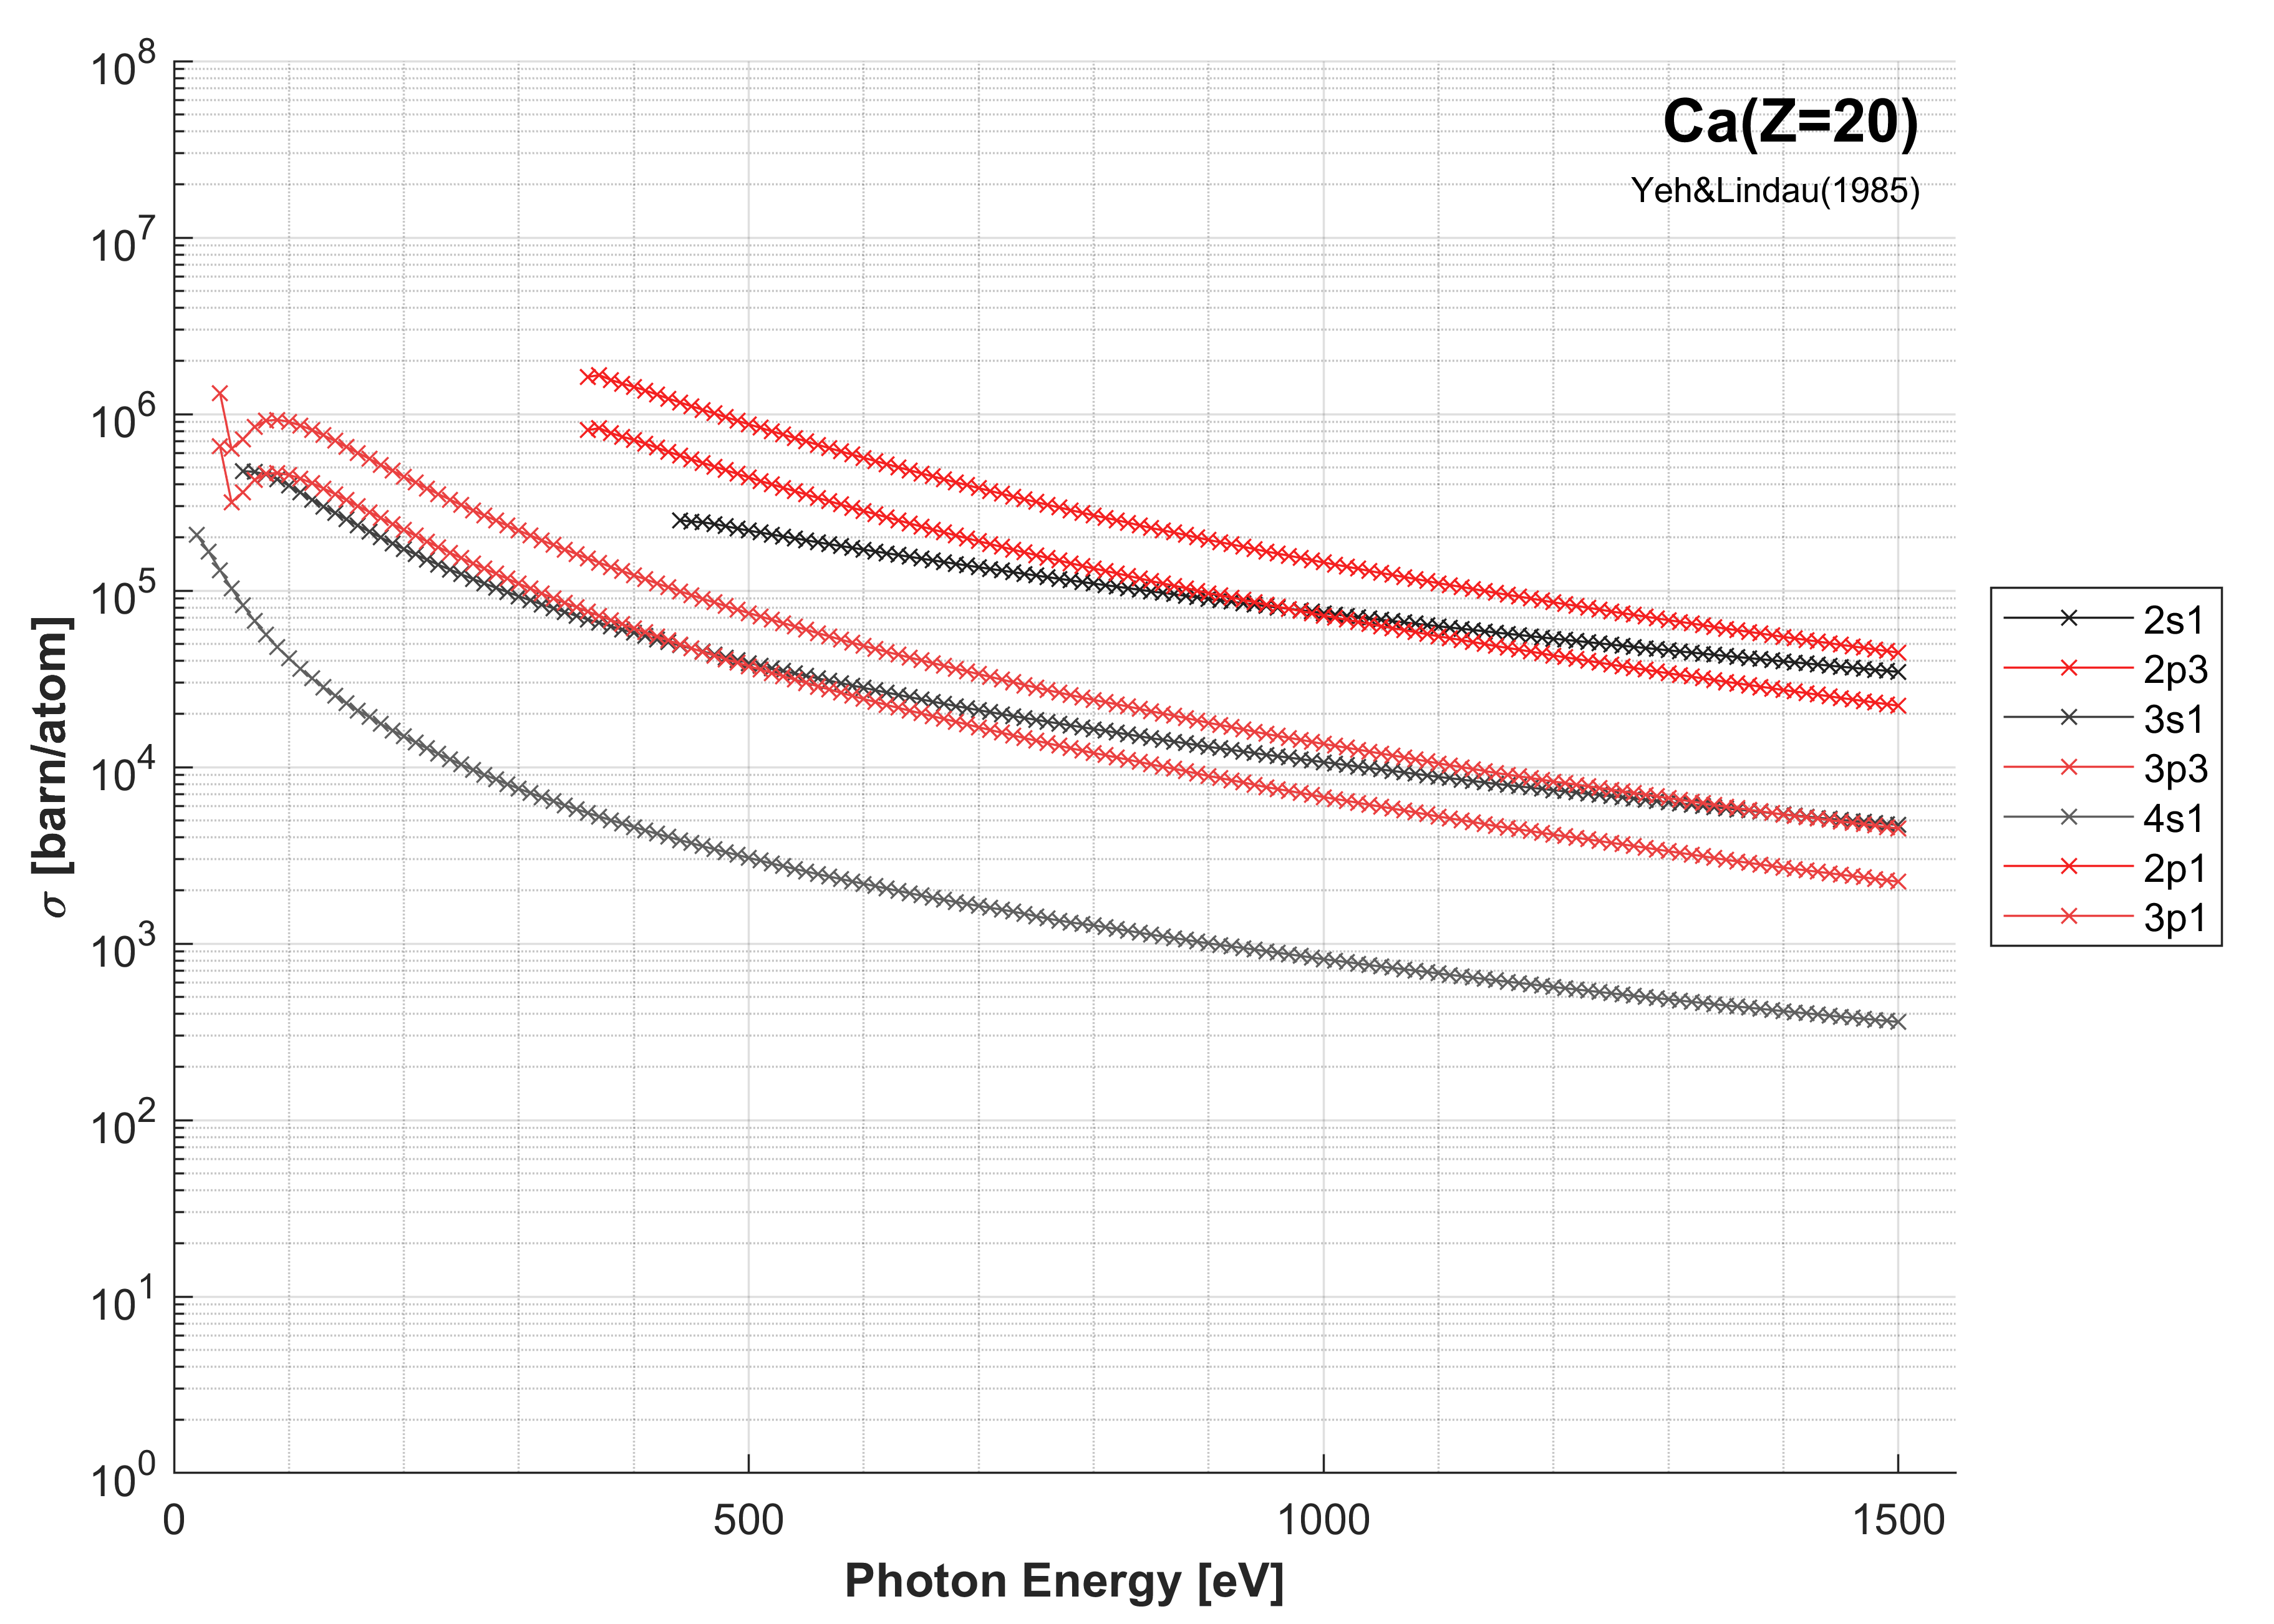 Ca(Z=20)
Yeh&Lindau(1985)
10^8
10^7
10^6
10^5
10^4
10^3
10^2
10^1
10^0
σ [barn/atom]
0 500 1000 1500
Photon Energy [eV]
2s1
2p3
3s1
3p3
4s1
2p1
3p1